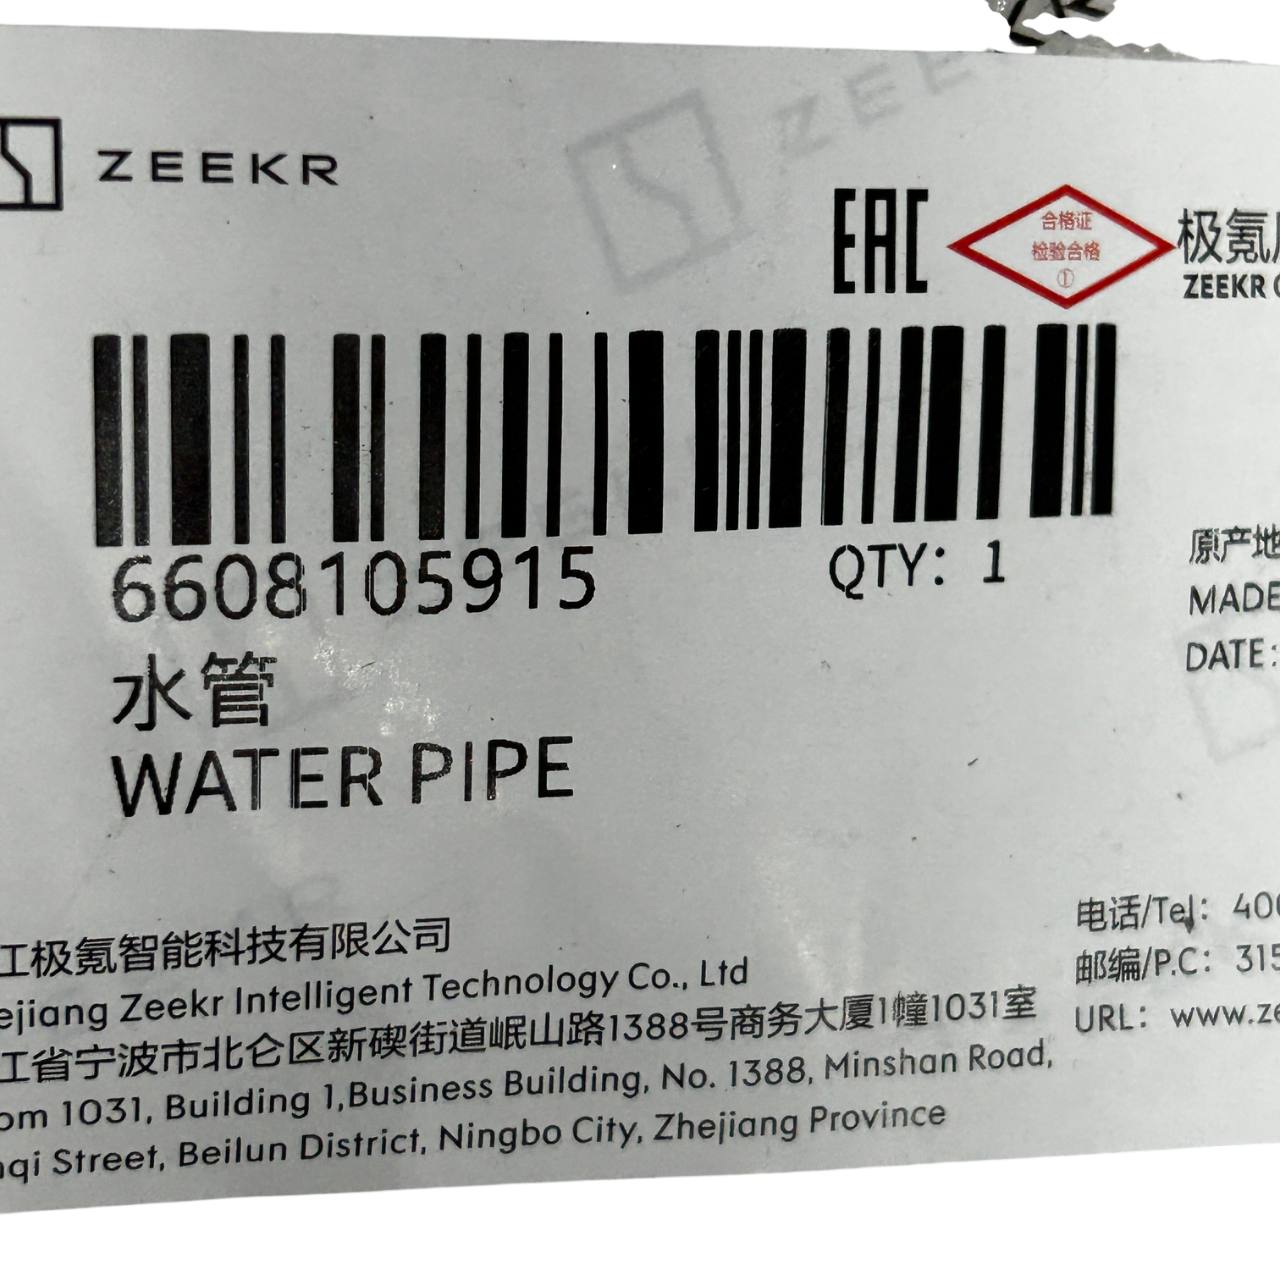 ZEEKR
ZEEKR
EAC
合格证
检验合格
①
极氪
ZEEKR
6608105915
QTY: 1
水管
WATER PIPE
原产地
MADE
DATE:
江极氪智能科技有限公司
ejiang Zeekr Intelligent Technology Co., Ltd
江省宁波市北仑区新碶街道岷山路1388号商务大厦1幢1031室
om 1031, Building 1,Business Building, No. 1388, Minshan Road,
qi Street, Beilun District, Ningbo City, Zhejiang Province
电话/Tel: 400
邮编/P.C: 315
URL: www.ze